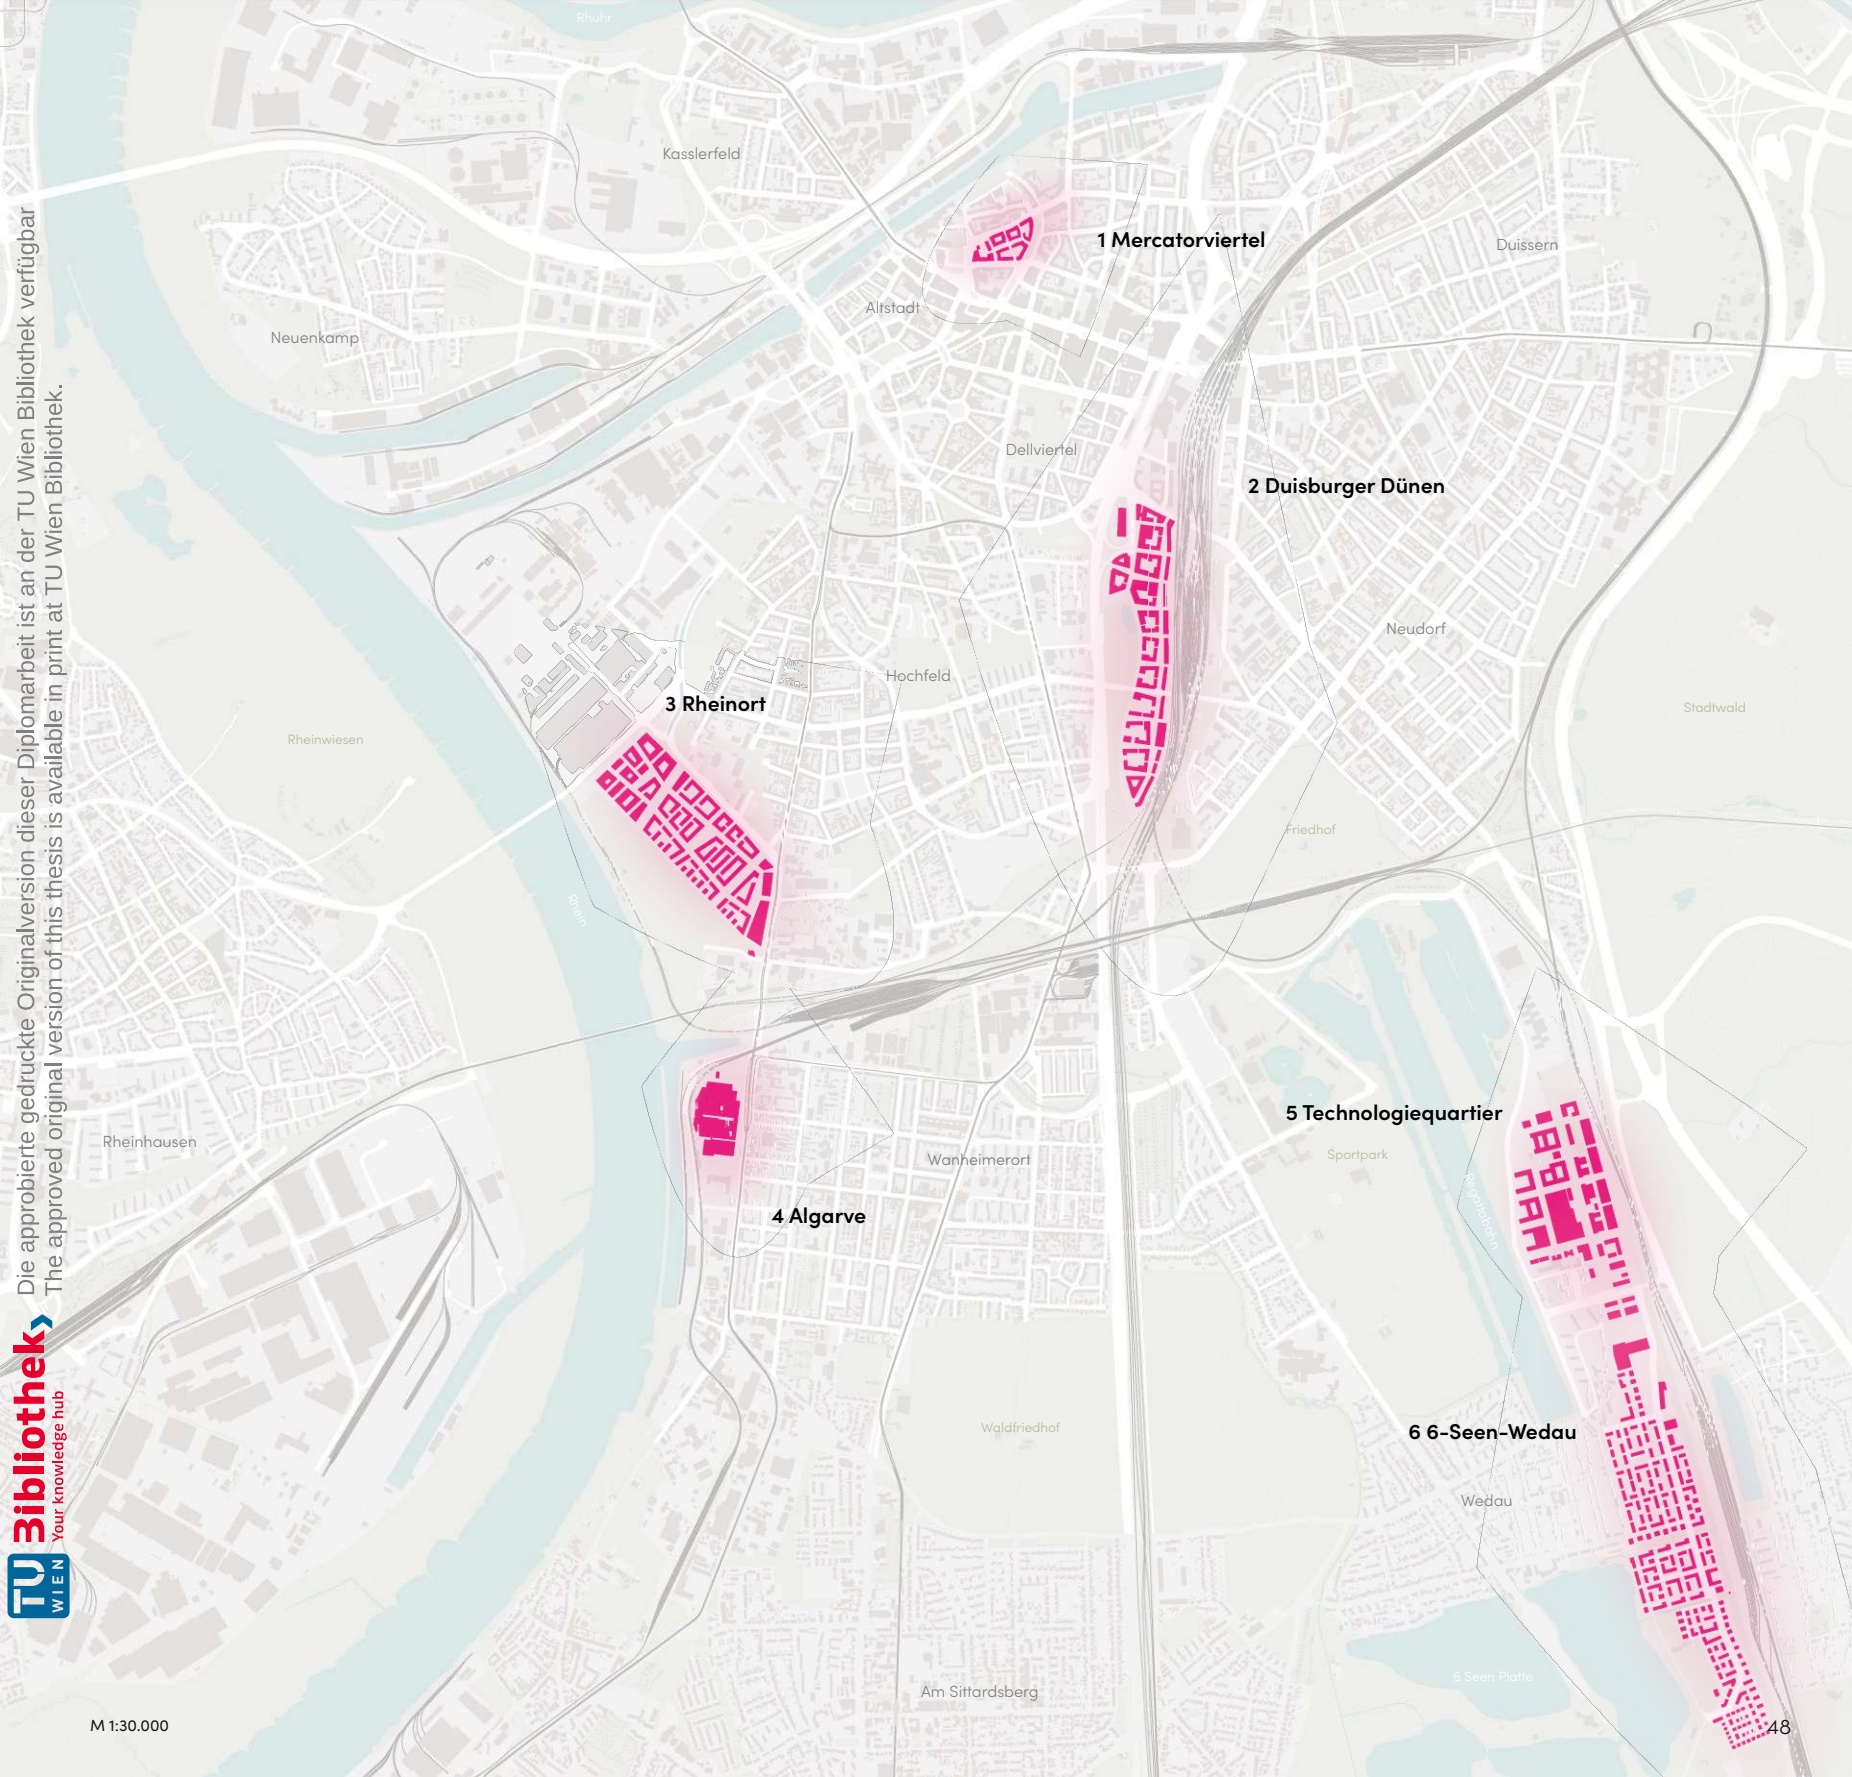 Rhuhr
Kasslerfeld
1 Mercatorviertel
Duissern
Altstadt
Neuenkamp
Dellviertel
2 Duisburger Dünen
Neudorf
Hochfeld
3 Rheinort
Stadtwald
Rheinwiesen
Friedhof
Rhein
5 Technologiequartier
Rheinhausen
Sportpark
Wanheimerort
Regattabahn
4 Algarve
Waldfriedhof
6 6-Seen-Wedau
Wedau
6 Seen Platte
Am Sittardsberg
M 1:30.000
48
Die approbierte gedruckte Originalversion dieser Diplomarbeit ist an der TU Wien Bibliothek verfügbar
The approved original version of this thesis is available in print at TU Wien Bibliothek.
Bibliothek
Your knowledge hub
TU
WIEN